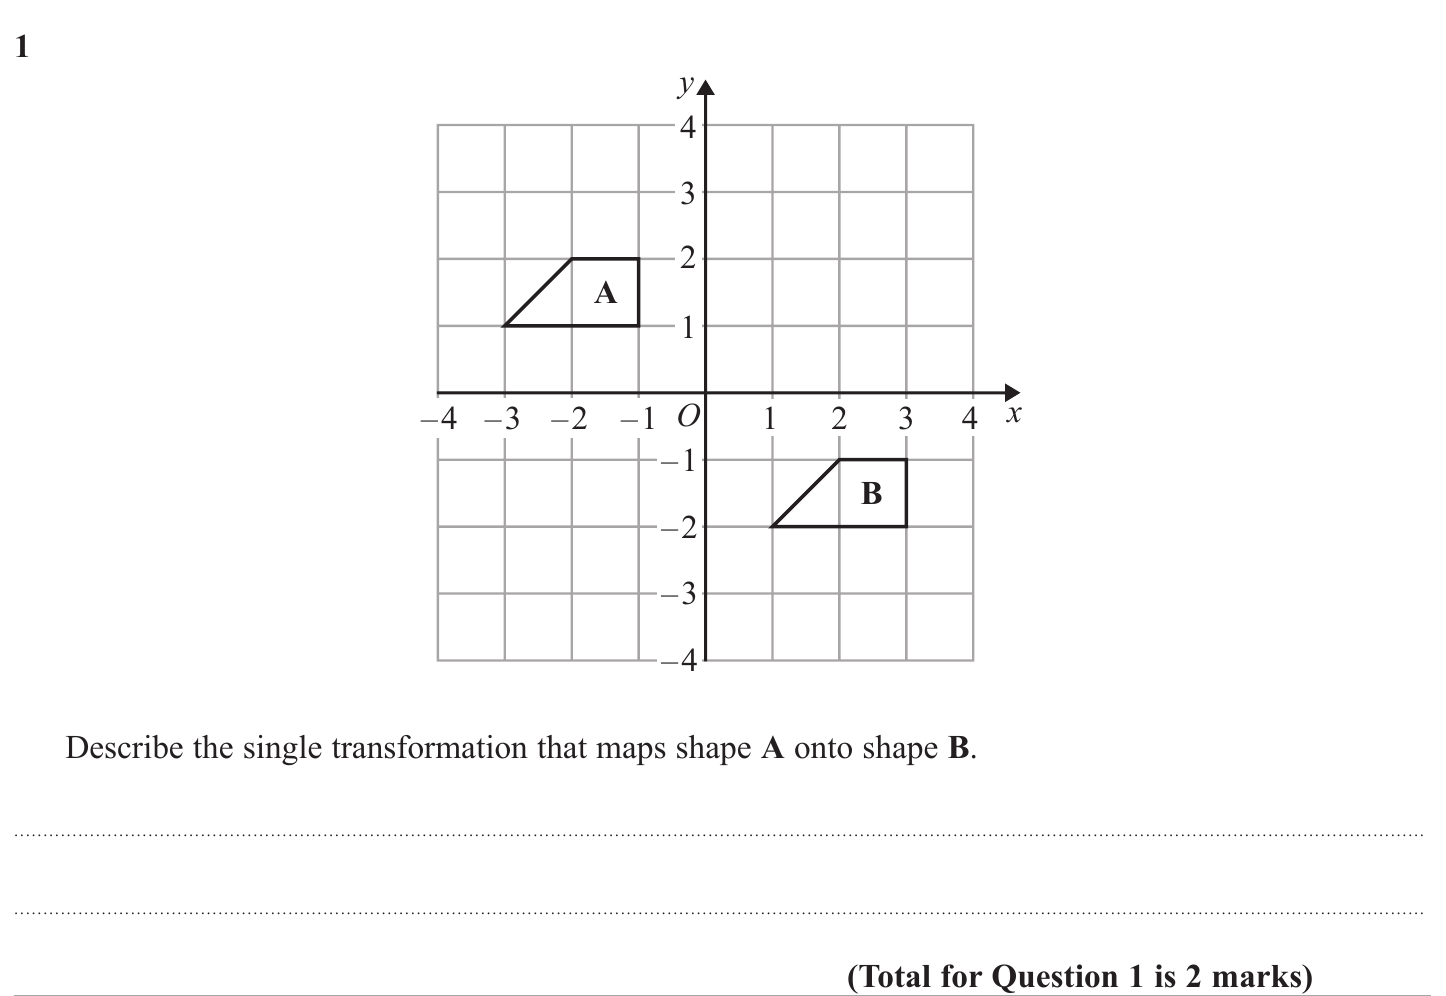 1
y
4
3
2
A
1
−4 −3 −2 −1 O 1 2 3 4 x
−1
B
−2
−3
−4
Describe the single transformation that maps shape A onto shape B.
(Total for Question 1 is 2 marks)